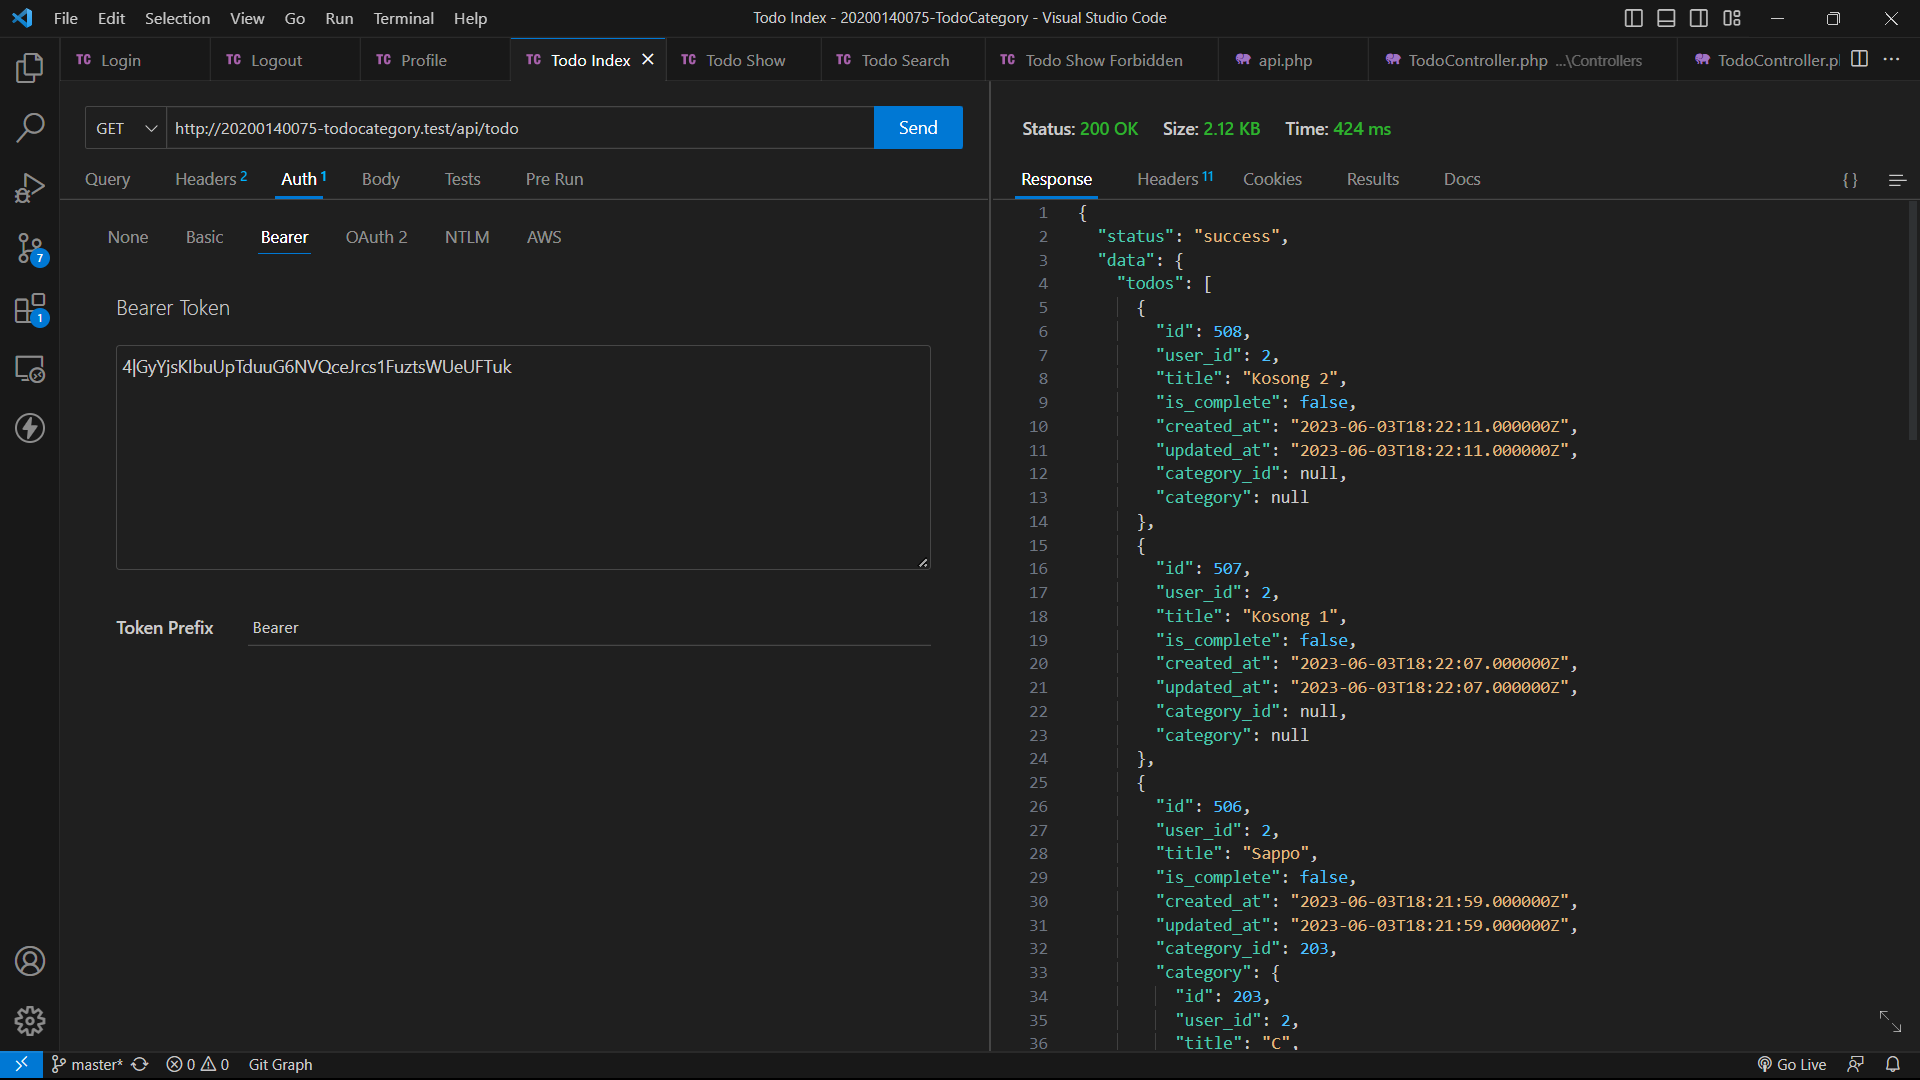 File Edit Selection View Go Run Terminal Help
Todo Index - 20200140075-TodoCategory - Visual Studio Code
TC Login
TC Logout
TC Profile
TC Todo Index
TC Todo Show
TC Todo Search
TC Todo Show Forbidden
api.php
TodoController.php ...\Controllers
TodoController.pl
GET
http://20200140075-todocategory.test/api/todo
Send
Query Headers 2 Auth 1 Body Tests Pre Run
None Basic Bearer OAuth 2 NTLM AWS
Bearer Token
4|GyYjsKIbuUpTduuG6NVQceJrcs1FuztsWUeUFTuk
Token Prefix Bearer
7
1
Status: 200 OK Size: 2.12 KB Time: 424 ms
Response Headers 11 Cookies Results Docs {}
1 {
2 "status": "success",
3 "data": {
4 "todos": [
5 {
6 "id": 508,
7 "user_id": 2,
8 "title": "Kosong 2",
9 "is_complete": false,
10 "created_at": "2023-06-03T18:22:11.000000Z",
11 "updated_at": "2023-06-03T18:22:11.000000Z",
12 "category_id": null,
13 "category": null
14 },
15 {
16 "id": 507,
17 "user_id": 2,
18 "title": "Kosong 1",
19 "is_complete": false,
20 "created_at": "2023-06-03T18:22:07.000000Z",
21 "updated_at": "2023-06-03T18:22:07.000000Z",
22 "category_id": null,
23 "category": null
24 },
25 {
26 "id": 506,
27 "user_id": 2,
28 "title": "Sappo",
29 "is_complete": false,
30 "created_at": "2023-06-03T18:21:59.000000Z",
31 "updated_at": "2023-06-03T18:21:59.000000Z",
32 "category_id": 203,
33 "category": {
34 "id": 203,
35 "user_id": 2,
36 "title": "C",
master* 0 0 Git Graph
Go Live